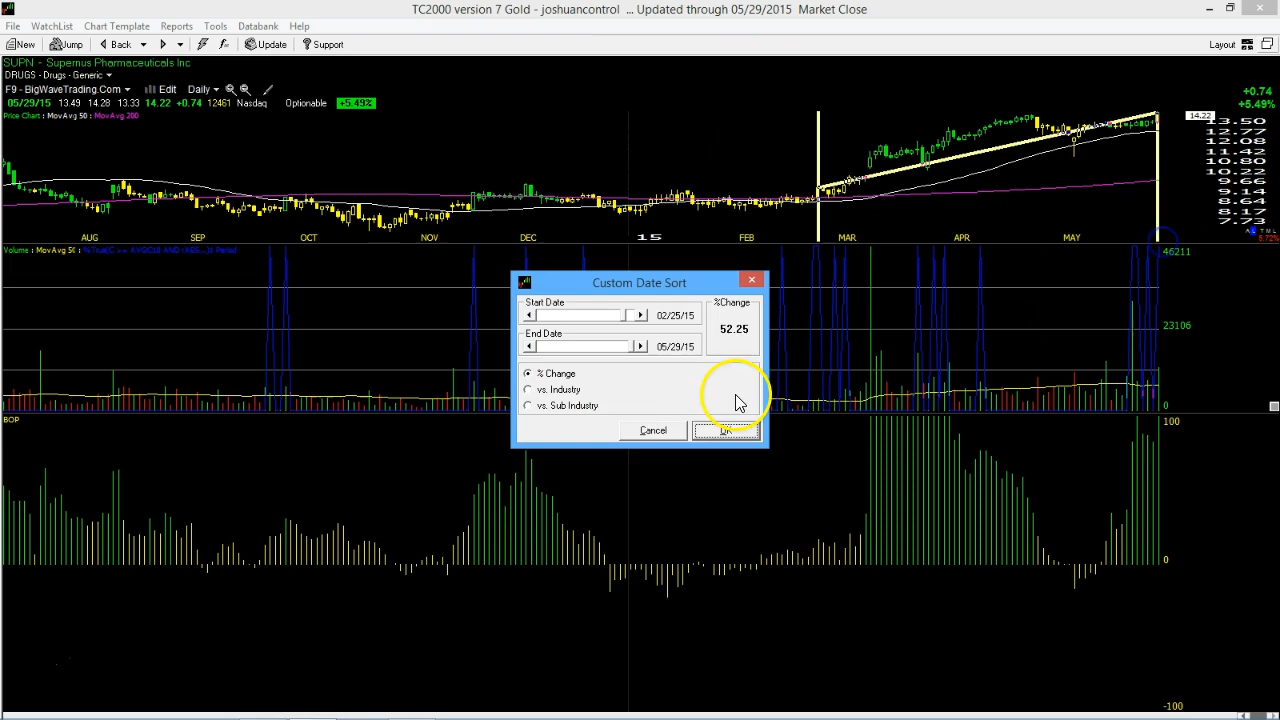 TC2000 version 7 Gold - joshuancontrol ... Updated through 05/29/2015 Market Close
File WatchList Chart Template Reports Tools Databank Help
New Jump Back Update Support Layout
SUPN - Supernus Pharmaceuticals Inc
DRUGS - Drugs - Generic
F9 - BigWaveTrading.Com Edit Daily +0.74
05/29/15 13.49 14.28 13.33 14.22 +0.74 12461 Nasdaq Optionable +5.49% +5.49%
Price Chart : MovAvg 50 : MovAvg 200
14.22
13.50
12.77
12.08
11.42
10.80
10.22
9.66
9.14
8.64
8.17
7.73
AUG SEP OCT NOV DEC 15 FEB MAR APR MAY
A L T M L
8.72%
Volume : MovAvg 50 :
46211
23106
0
Custom Date Sort
Start Date
02/25/15
End Date
05/29/15
%Change
52.25
% Change
vs. Industry
vs. Sub Industry
Cancel OK
BOP
100
0
-100